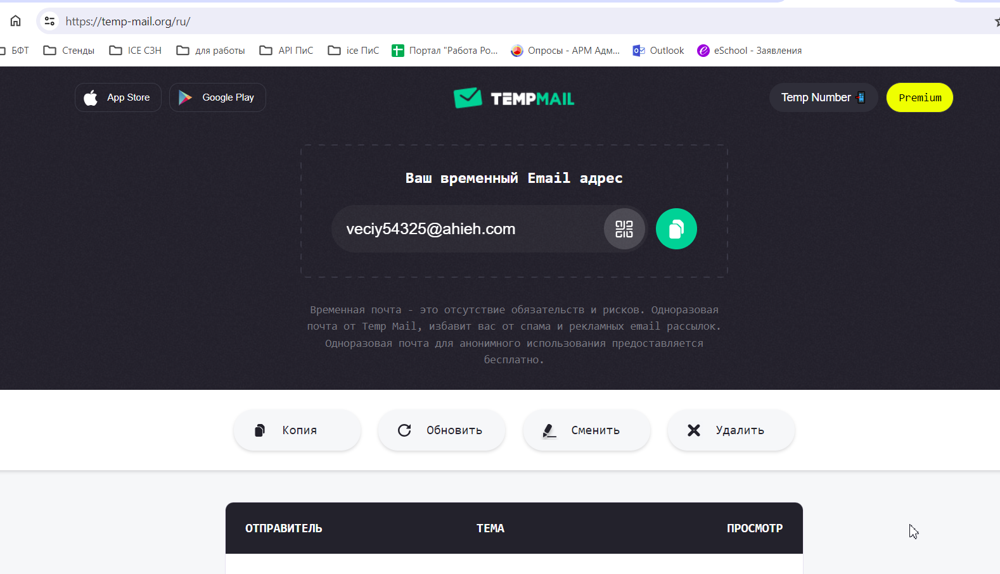 https://temp-mail.org/ru/
БФТ Стенды ICE СЗН для работы API ПиС ice ПиС Портал "Работа Ро... Опросы - АРМ Адм... Outlook eSchool - Заявления
App Store Google Play TEMPMAIL Temp Number Premium
Ваш временный Email адрес
veciy54325@ahieh.com
Временная почта - это отсутствие обязательств и рисков. Одноразовая
почта от Temp Mail, избавит вас от спама и рекламных email рассылок.
Одноразовая почта для анонимного использования предоставляется
бесплатно.
Копия Обновить Сменить Удалить
ОТПРАВИТЕЛЬ ТЕМА ПРОСМОТР